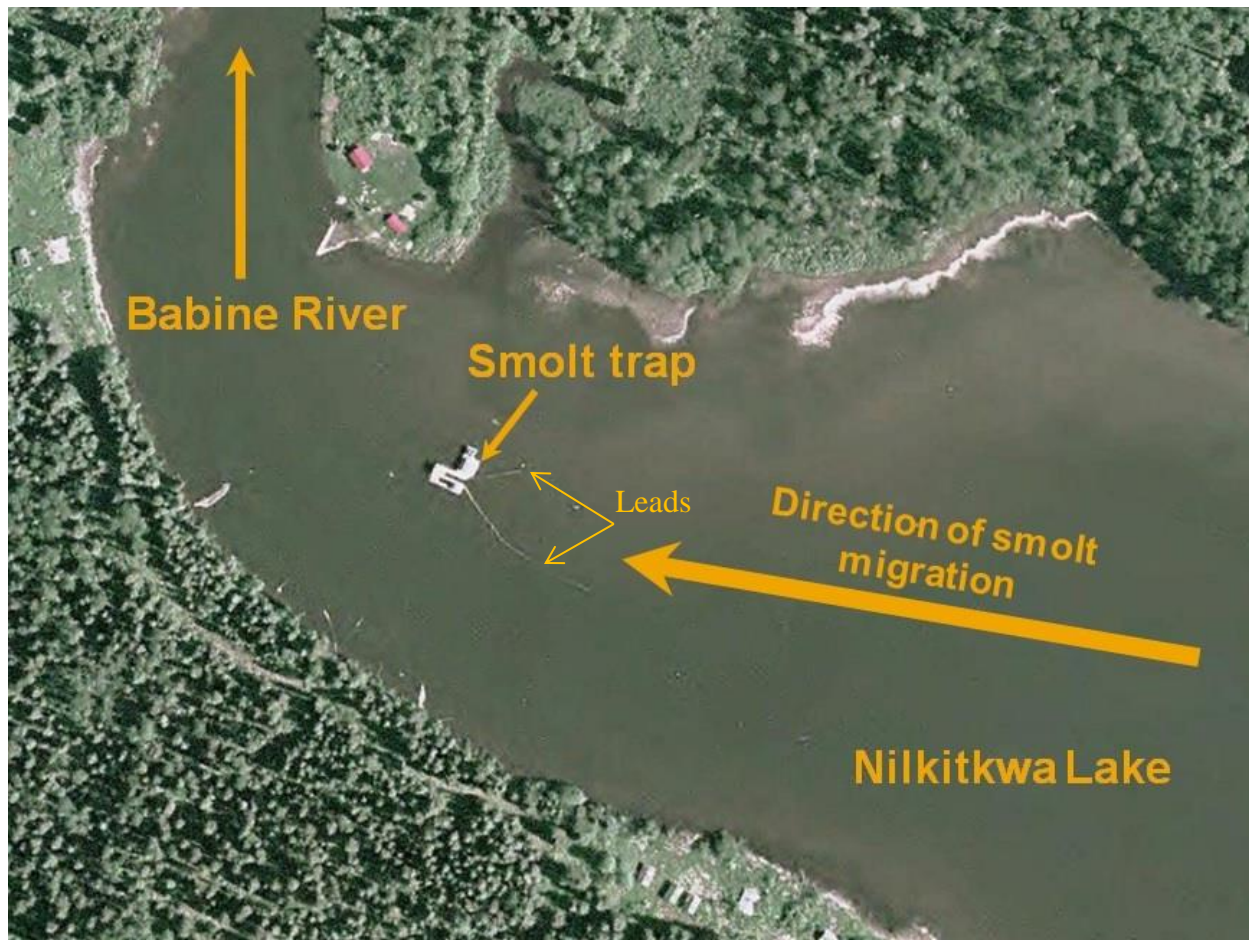 Babine River
Smolt trap
Leads
Direction of smolt
migration
Nilkitkwa Lake